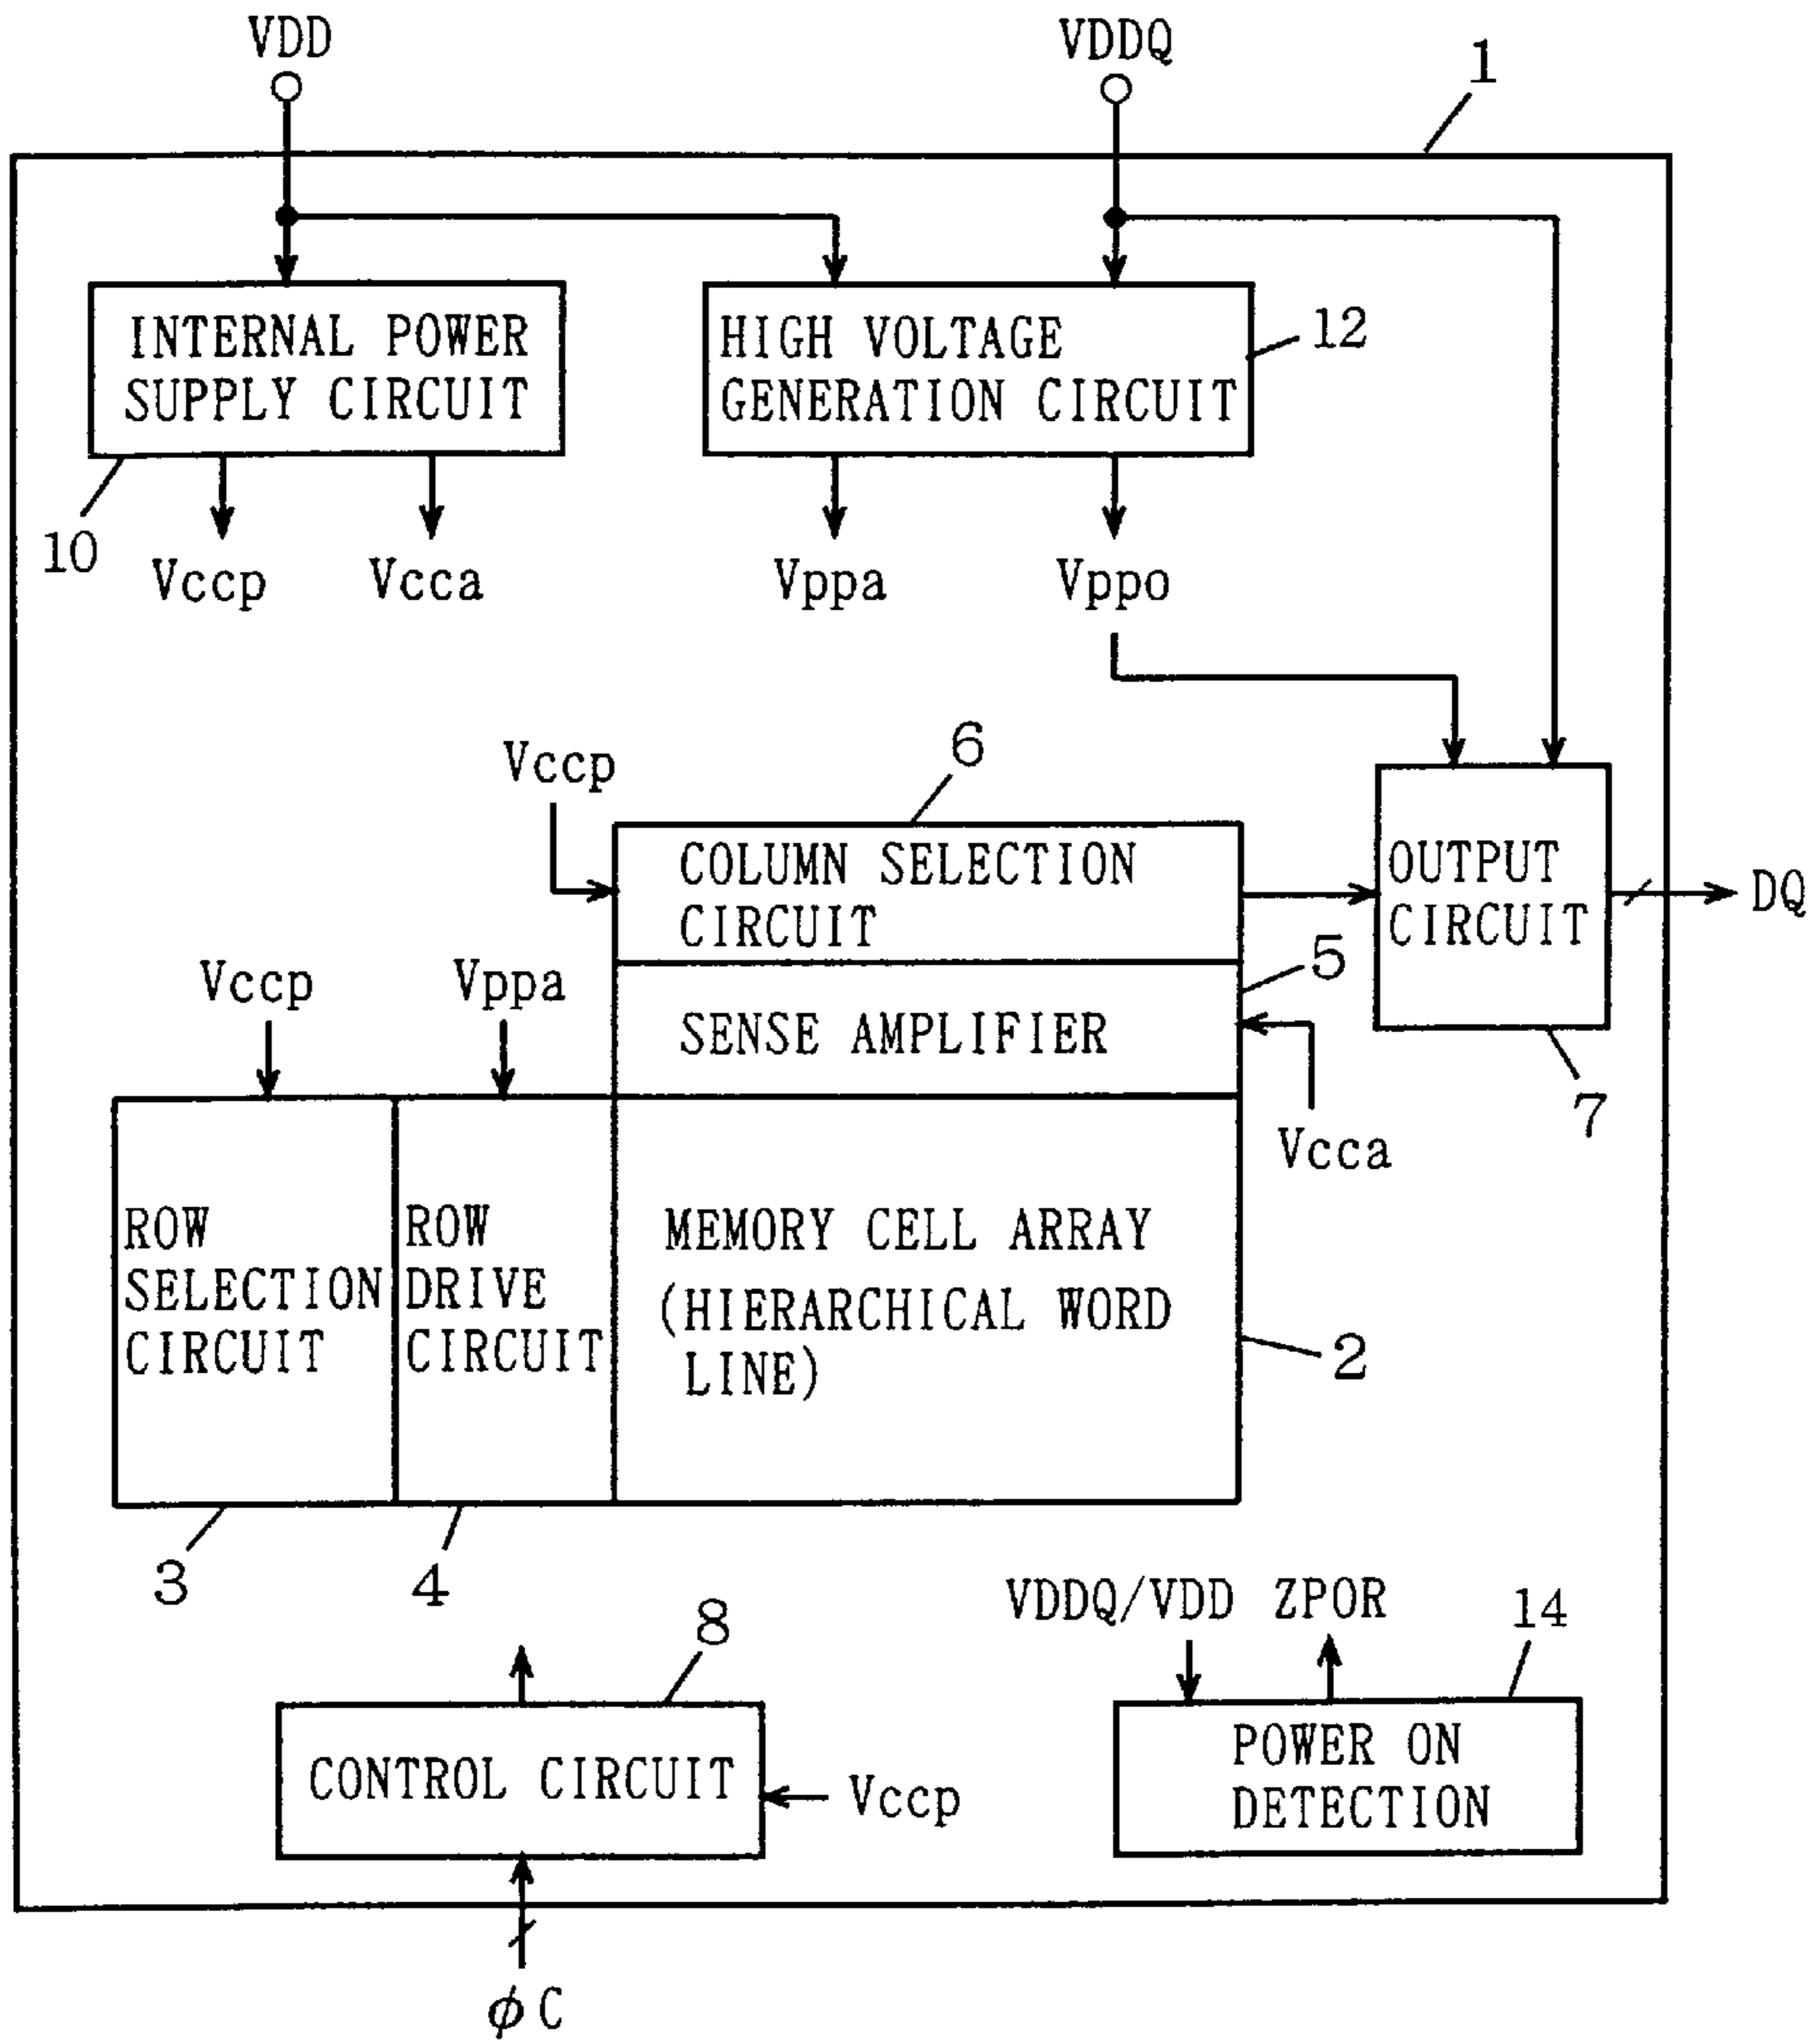 VDD
VDDQ
1
INTERNAL POWER
SUPPLY CIRCUIT
HIGH VOLTAGE
GENERATION CIRCUIT
12
10
Vccp
Vcca
Vppa
Vppo
Vccp
6
COLUMN SELECTION
CIRCUIT
OUTPUT
CIRCUIT
DQ
Vccp
Vppa
5
SENSE AMPLIFIER
7
Vcca
ROW
SELECTION
CIRCUIT
ROW
DRIVE
CIRCUIT
MEMORY CELL ARRAY
(HIERARCHICAL WORD
LINE)
2
3
4
8
VDDQ/VDD
ZPOR
14
CONTROL CIRCUIT
Vccp
POWER ON
DETECTION
φC